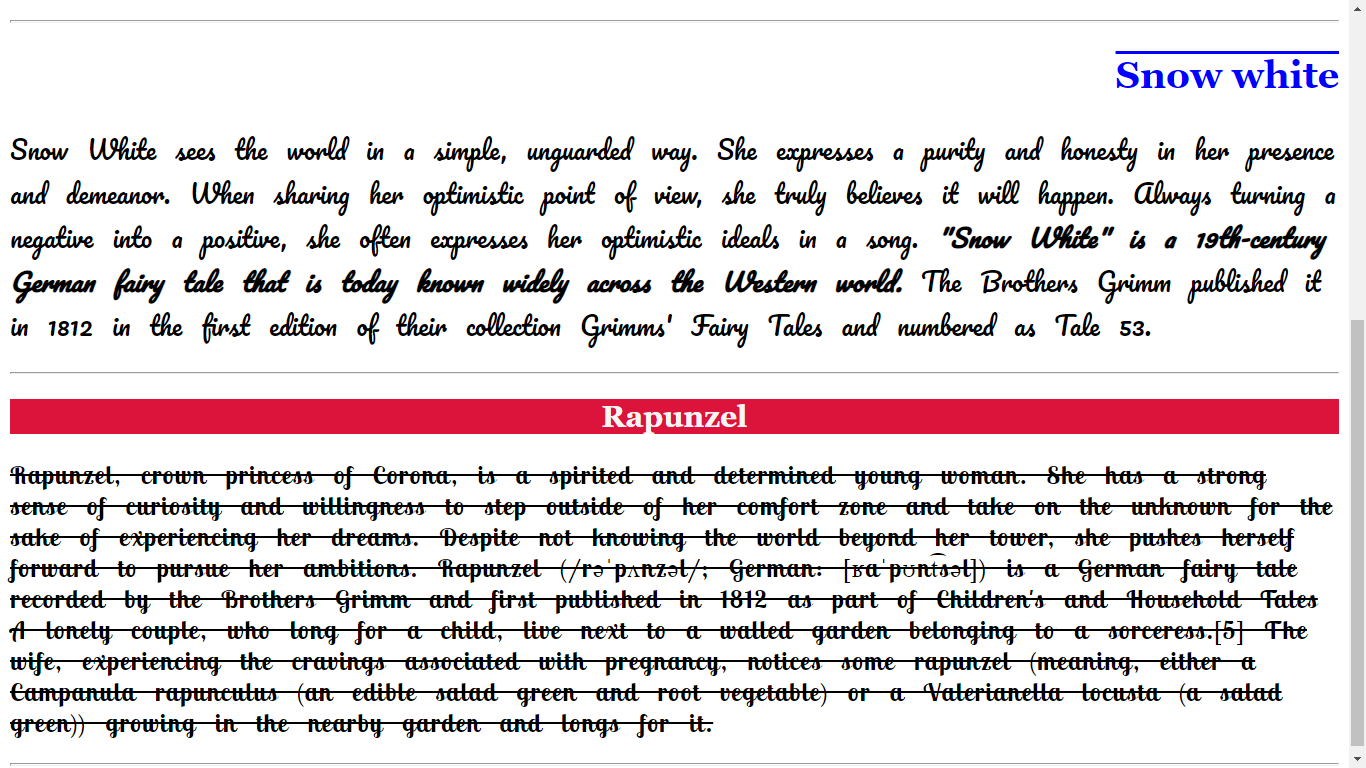 Snow white
Snow White sees the world in a simple, unguarded way. She expresses a purity and honesty in her presence
and demeanor. When sharing her optimistic point of view, she truly believes it will happen. Always turning a
negative into a positive, she often expresses her optimistic ideals in a song. "Snow White" is a 19th-century
German fairy tale that is today known widely across the Western world. The Brothers Grimm published it
in 1812 in the first edition of their collection Grimms' Fairy Tales and numbered as Tale 53.
Rapunzel
Rapunzel, crown princess of Corona, is a spirited and determined young woman. She has a strong
sense of curiosity and willingness to step outside of her comfort zone and take on the unknown for the
sake of experiencing her dreams. Despite not knowing the world beyond her tower, she pushes herself
forward to pursue her ambitions. Rapunzel (/rəˈpʌnzəl/; German: [ʁaˈpʊnt͡səl]) is a German fairy tale
recorded by the Brothers Grimm and first published in 1812 as part of Children's and Household Tales
A lonely couple, who long for a child, live next to a walled garden belonging to a sorceress.[5] The
wife, experiencing the cravings associated with pregnancy, notices some rapunzel (meaning, either a
Campanula rapunculus (an edible salad green and root vegetable) or a Valerianella locusta (a salad
green)) growing in the nearby garden and longs for it.